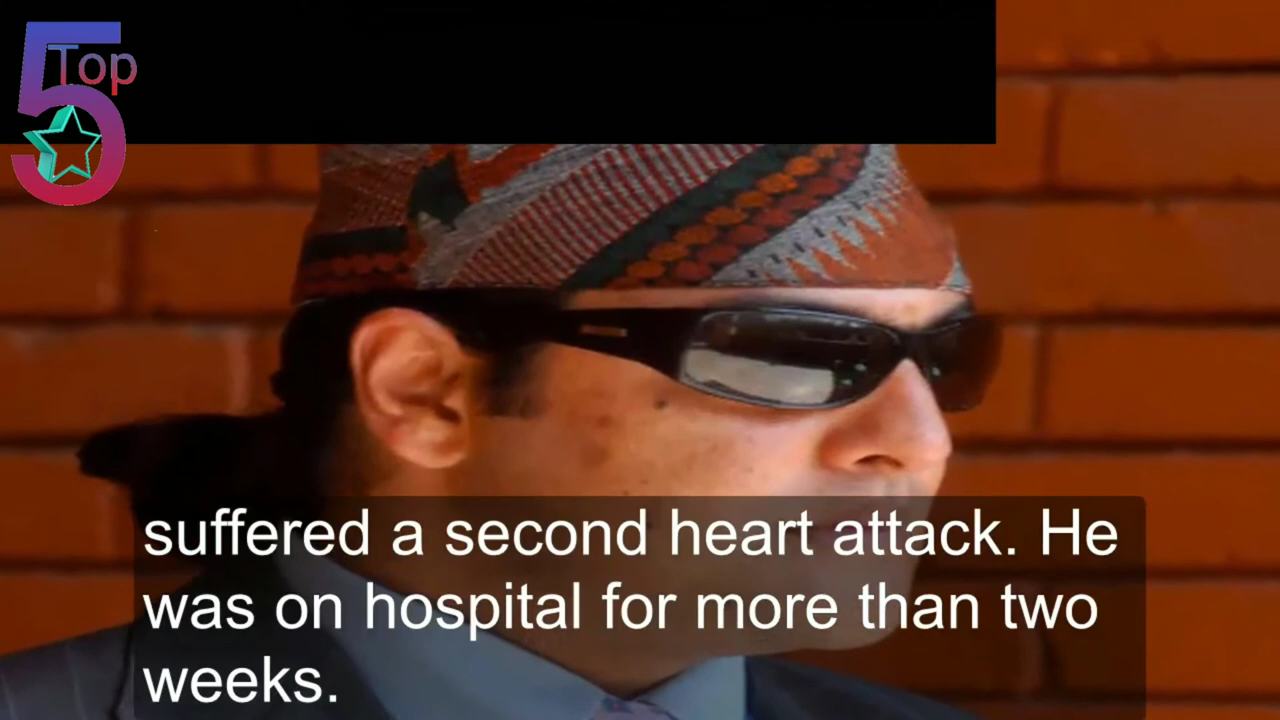 5
Top
suffered a second heart attack. He
was on hospital for more than two
weeks.